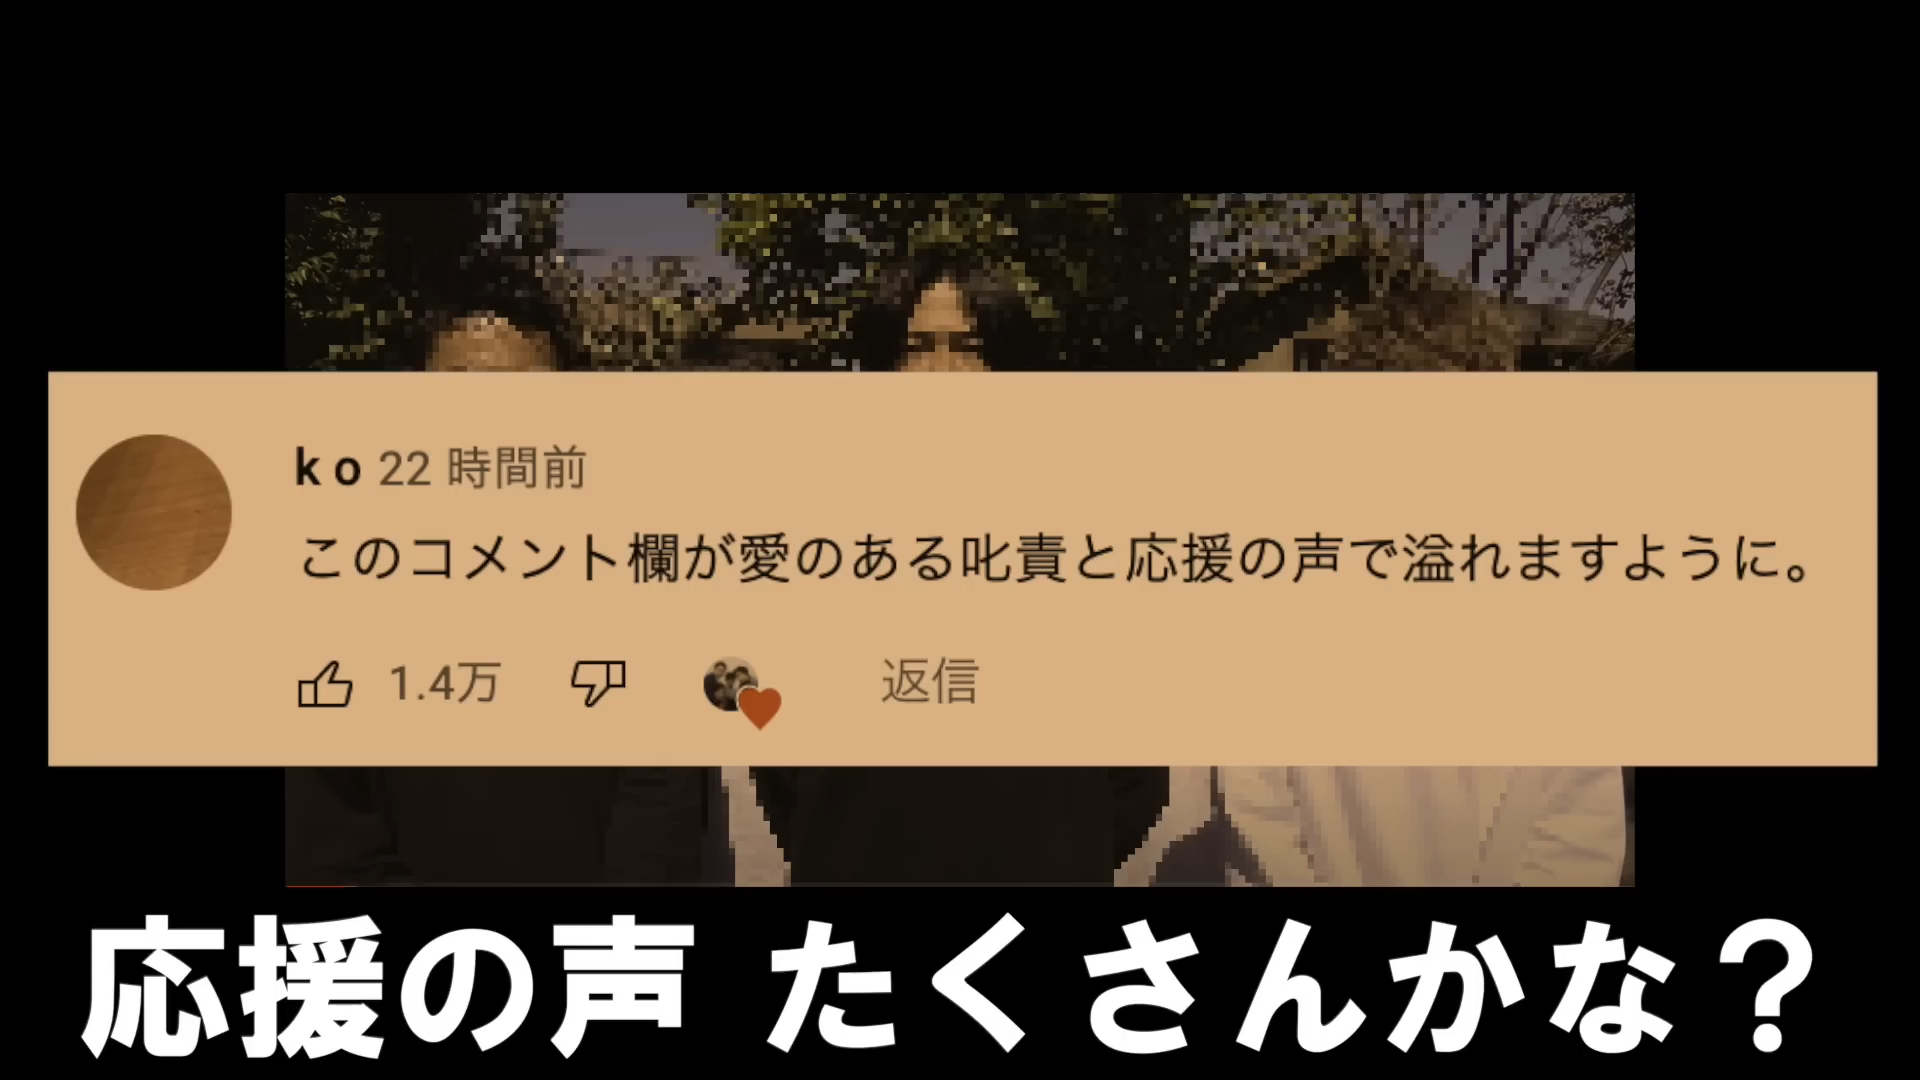 k o 22 時間前
このコメント欄が愛のある叱責と応援の声で溢れますように。
1.4万 返信
応援の声 たくさんかな？